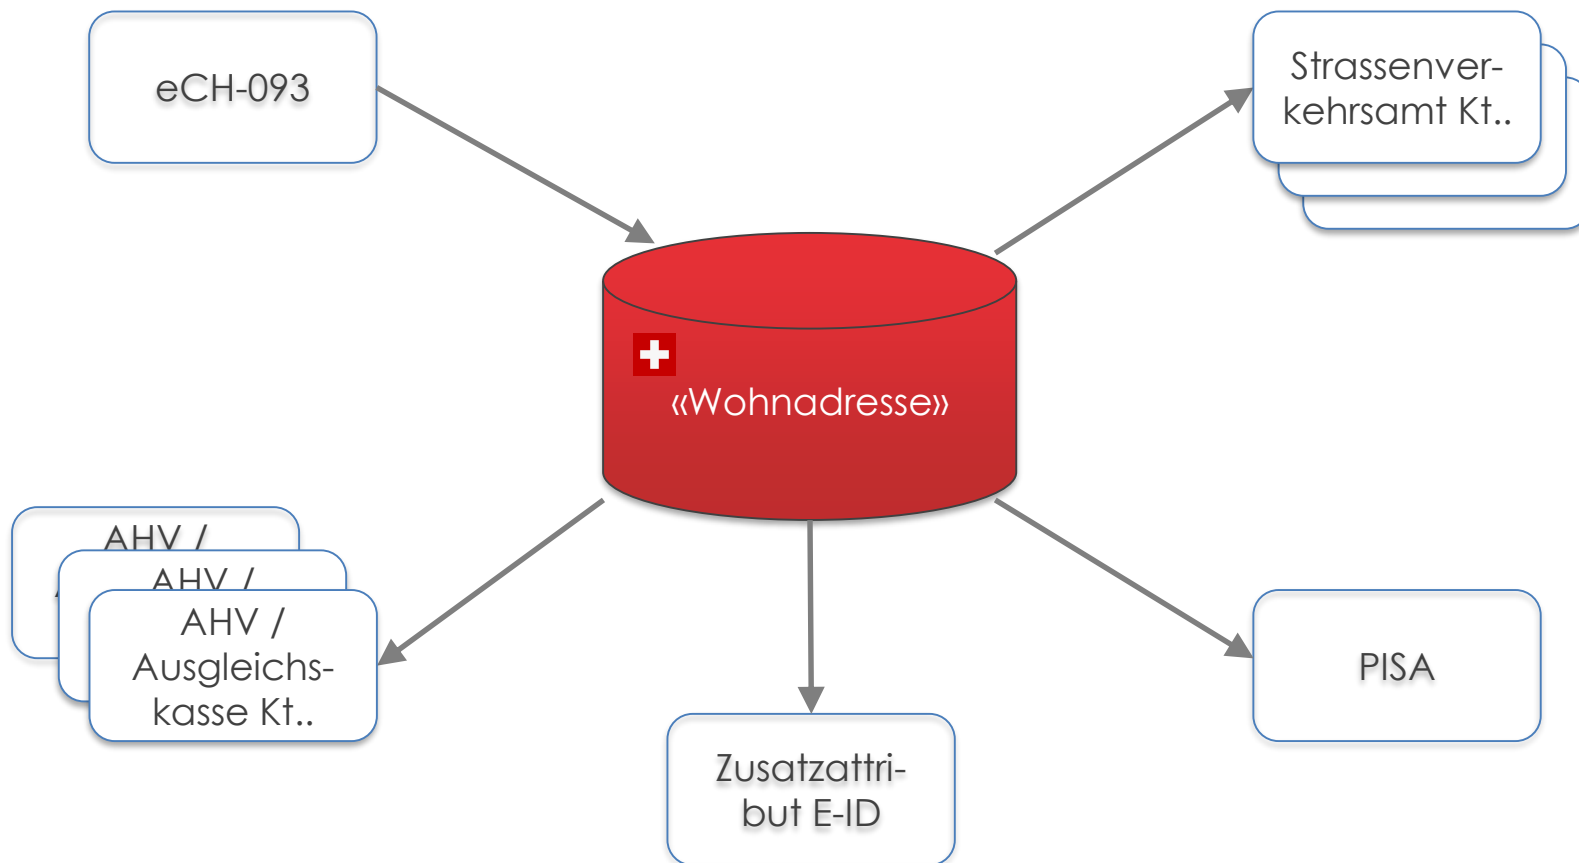 eCH-093
Strassenver-
kehrsamt Kt..
«Wohnadresse»
AHV /
AHV /
AHV /
Ausgleichs-
kasse Kt..
PISA
Zusatzattri-
but E-ID